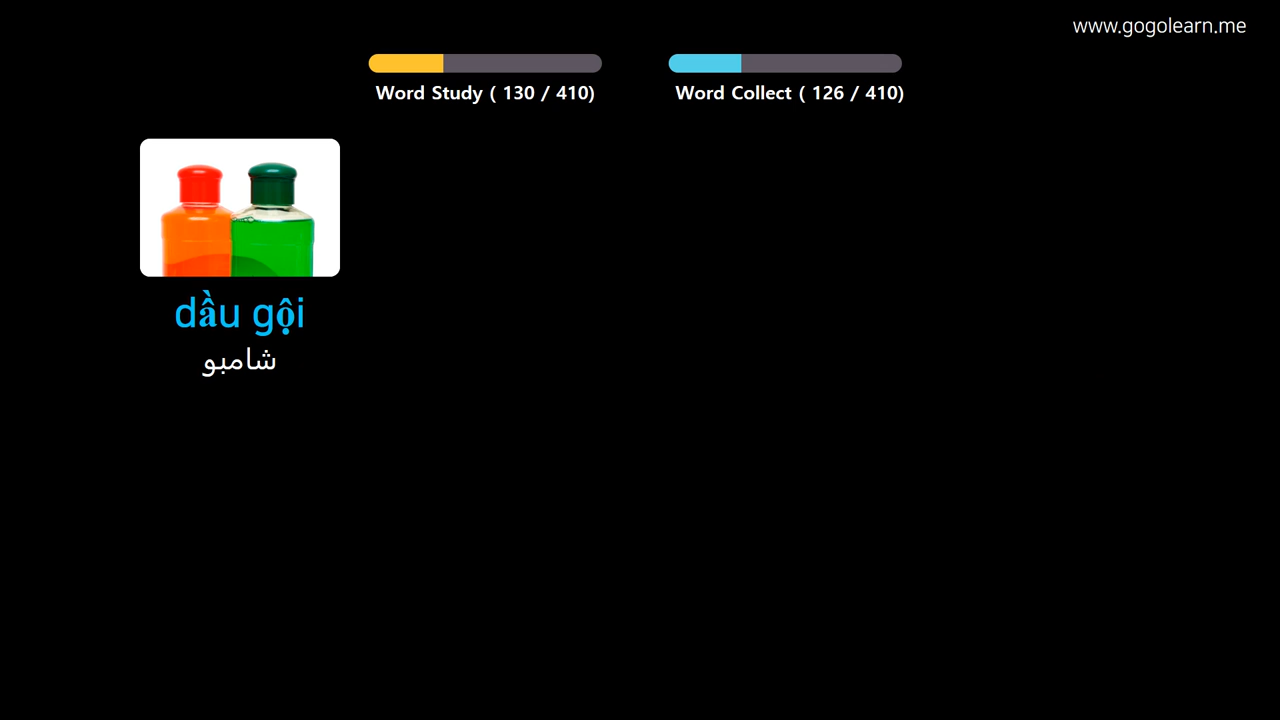 www.gogolearn.me
Word Study ( 130 / 410)
Word Collect ( 126 / 410)
dầu gội
شامبو